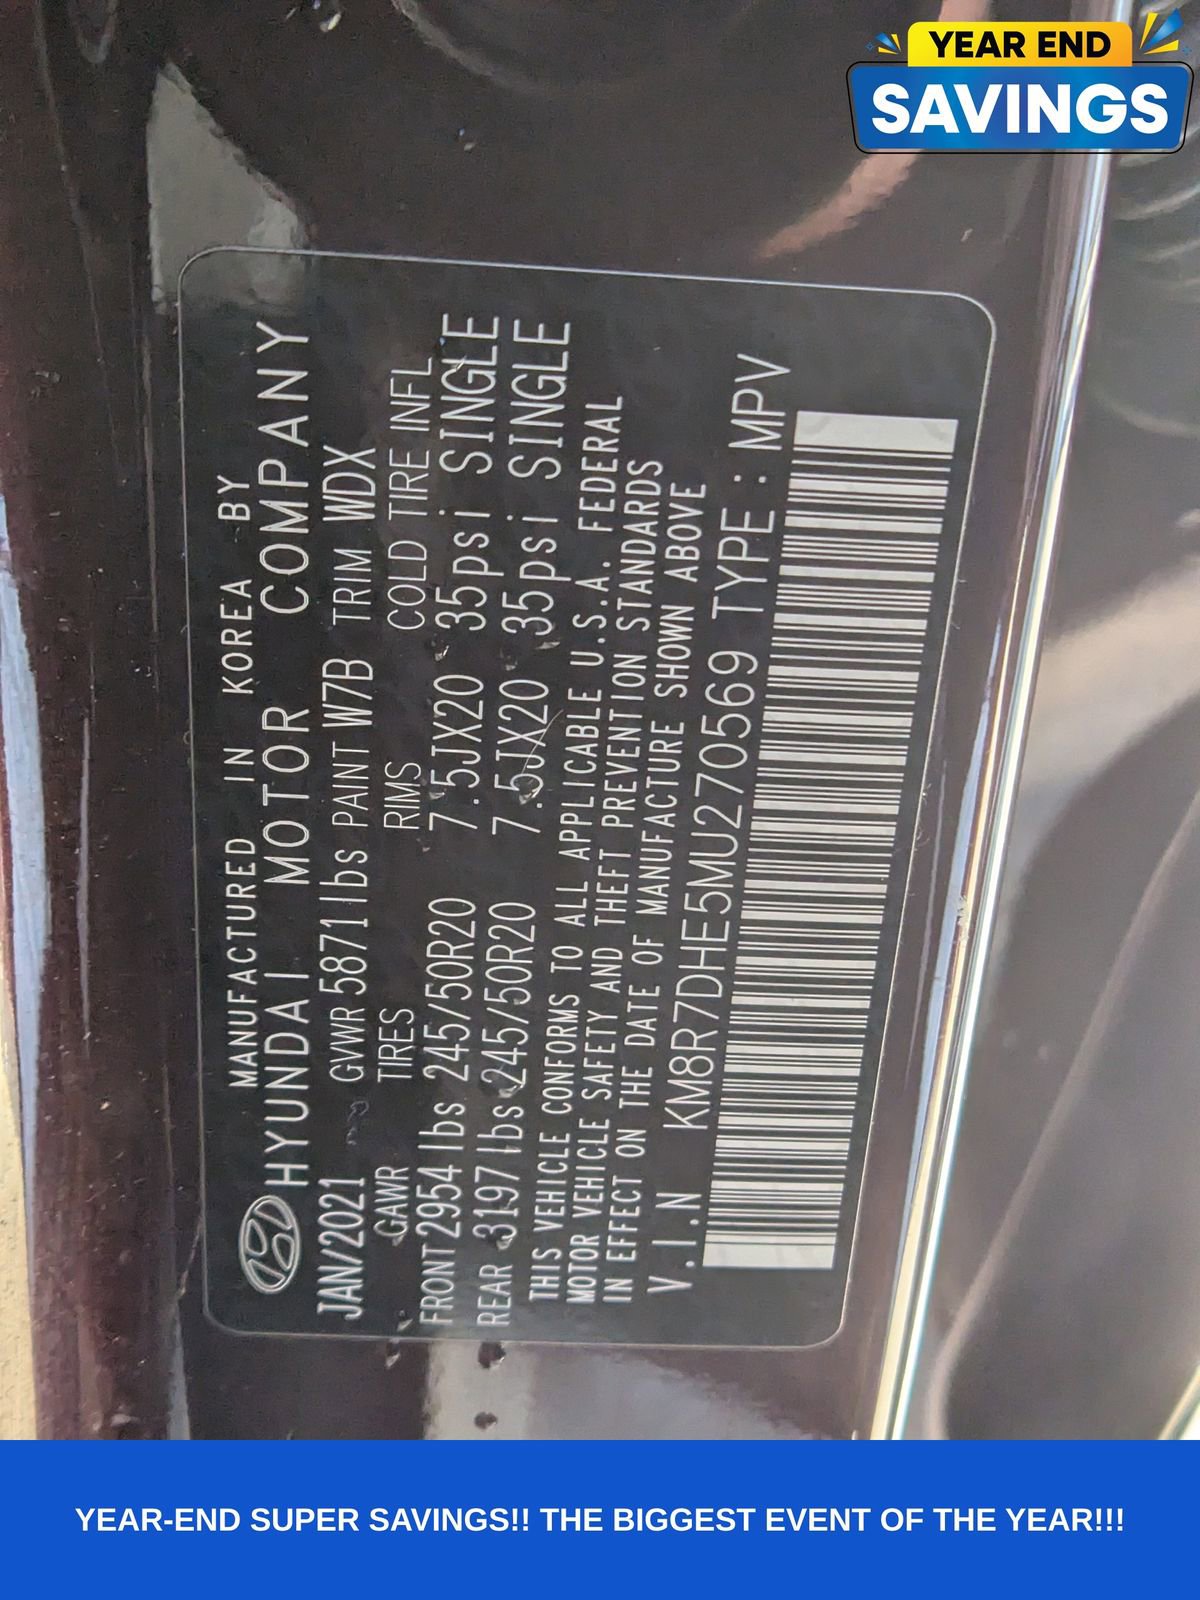 YEAR END
SAVINGS
MANUFACTURED IN KOREA BY
HYUNDAI MOTOR COMPANY
JAN/2021 GVWR 5871 lbs PAINT W7B TRIM WDX
GAWR TIRES RIMS COLD TIRE INFL
FRONT 2954 lbs 245/50R20 7.5JX20 35psi SINGLE
REAR 3197 lbs 245/50R20 7.5JX20 35psi SINGLE
THIS VEHICLE CONFORMS TO ALL APPLICABLE U.S.A. FEDERAL
MOTOR VEHICLE SAFETY AND THEFT PREVENTION STANDARDS
IN EFFECT ON THE DATE OF MANUFACTURE SHOWN ABOVE
V.I.N KM8R7DHE5MU270569 TYPE : MPV
YEAR-END SUPER SAVINGS!! THE BIGGEST EVENT OF THE YEAR!!!